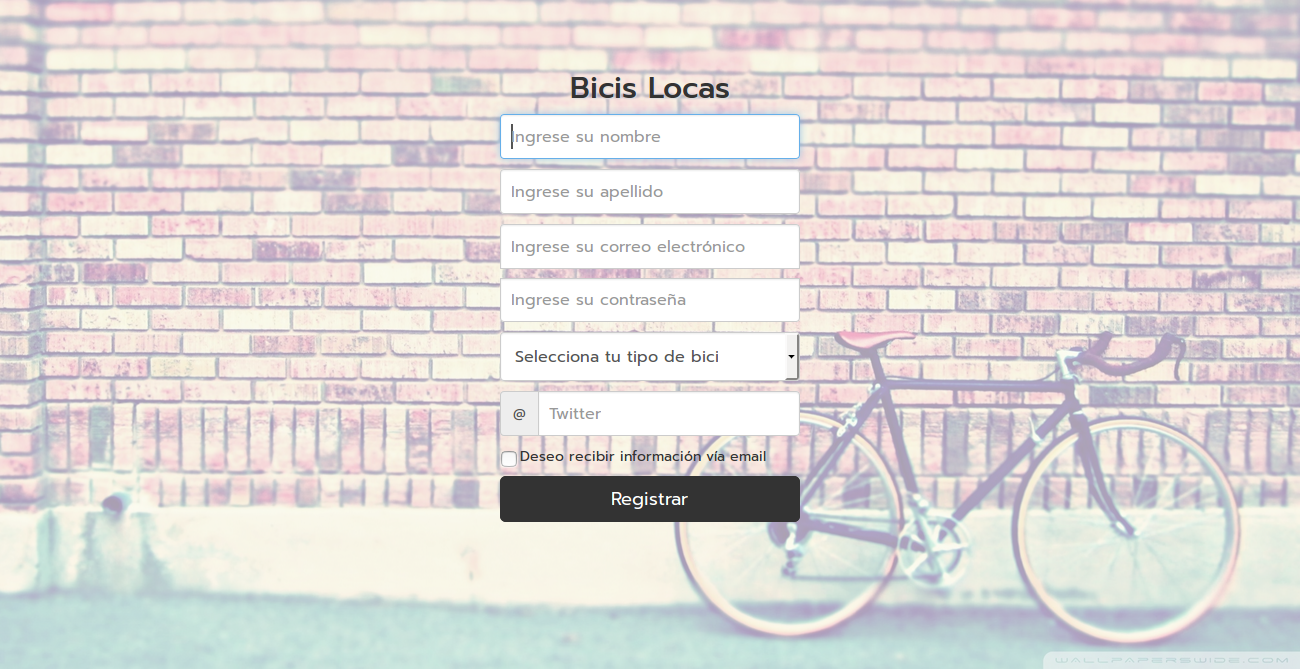 Bicis Locas
Ingrese su nombre
Ingrese su apellido
Ingrese su correo electrónico
Ingrese su contraseña
Selecciona tu tipo de bici
@ Twitter
Deseo recibir información vía email
Registrar
WALLPAPERSWIDE.COM